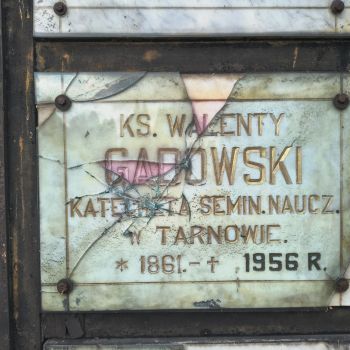 KS. WALENTY
GADOWSKI
KATECHETA SEMIN. NAUCZ.
W TARNOWIE.
* 1861. - † 1956 R.